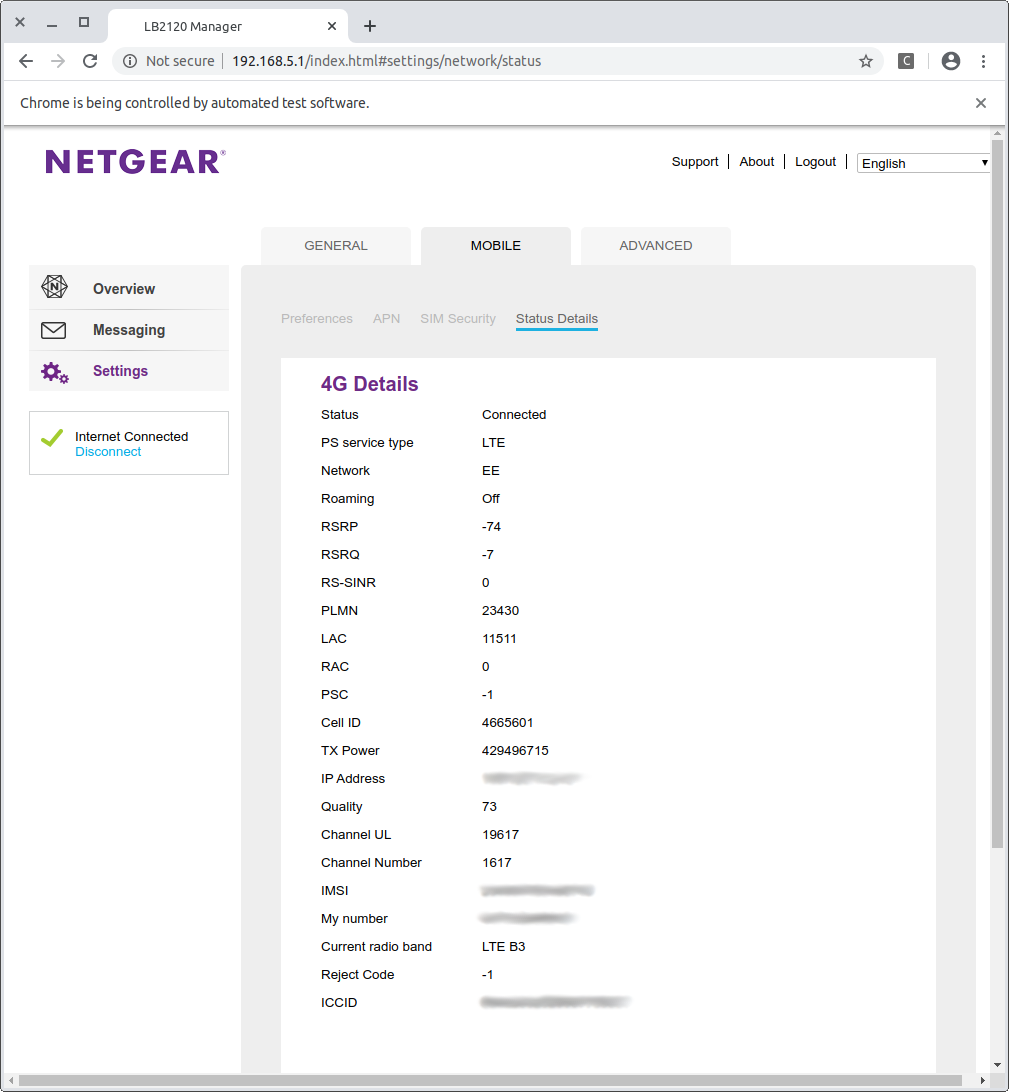 LB2120 Manager
Not secure 192.168.5.1/index.html#settings/network/status C
Chrome is being controlled by automated test software.
NETGEAR®
Support About Logout English
GENERAL MOBILE ADVANCED
Overview
Messaging
Settings
Internet Connected
Disconnect
Preferences APN SIM Security Status Details
4G Details
Status Connected
PS service type LTE
Network EE
Roaming Off
RSRP -74
RSRQ -7
RS-SINR 0
PLMN 23430
LAC 11511
RAC 0
PSC -1
Cell ID 4665601
TX Power 429496715
IP Address
Quality 73
Channel UL 19617
Channel Number 1617
IMSI
My number
Current radio band LTE B3
Reject Code -1
ICCID